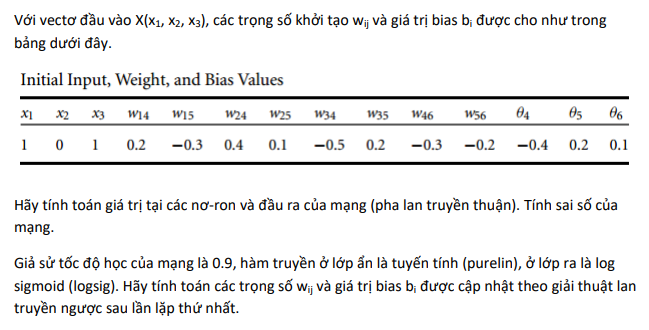 Với vectơ đầu vào X(x₁, x₂, x₃), các trọng số khởi tạo wᵢⱼ và giá trị bias bᵢ được cho như trong
bảng dưới đây.
Initial Input, Weight, and Bias Values
x₁ x₂ x₃ w₁₄ w₁₅ w₂₄ w₂₅ w₃₄ w₃₅ w₄₆ w₅₆ θ₄ θ₅ θ₆
1 0 1 0.2 −0.3 0.4 0.1 −0.5 0.2 −0.3 −0.2 −0.4 0.2 0.1
Hãy tính toán giá trị tại các nơ-ron và đầu ra của mạng (pha lan truyền thuận). Tính sai số của
mạng.
Giả sử tốc độ học của mạng là 0.9, hàm truyền ở lớp ẩn là tuyến tính (purelin), ở lớp ra là log
sigmoid (logsig). Hãy tính toán các trọng số wᵢⱼ và giá trị bias bᵢ được cập nhật theo giải thuật lan
truyền ngược sau lần lặp thứ nhất.